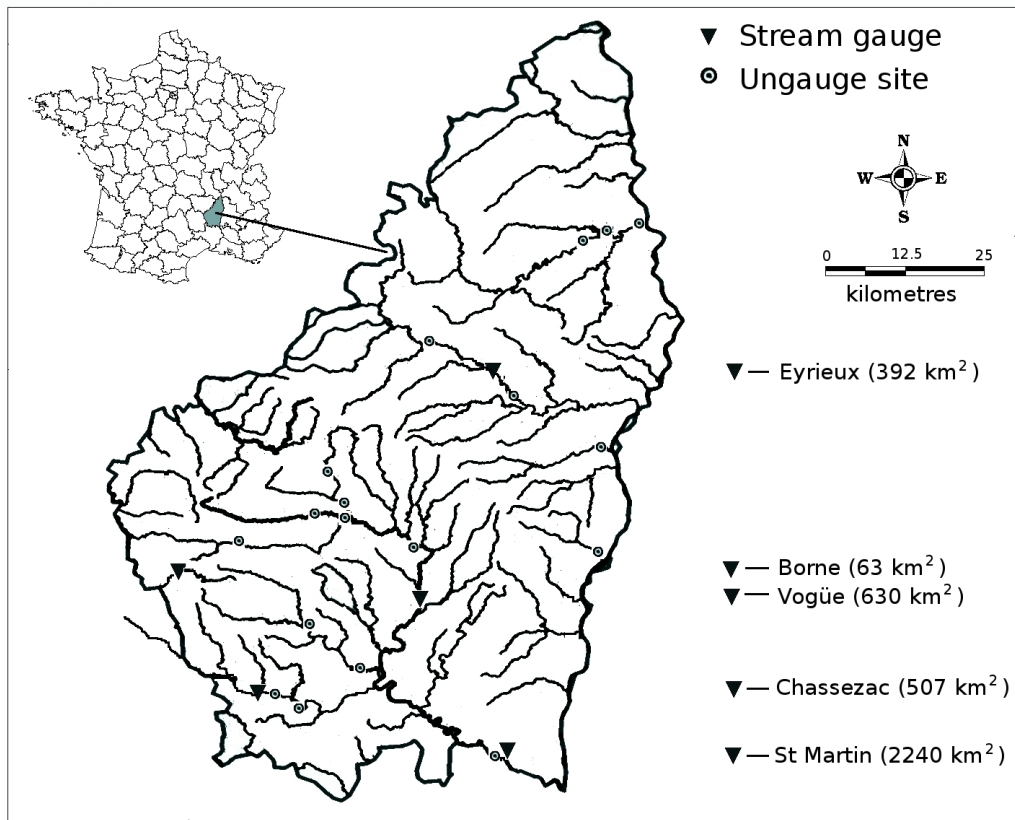 Stream gauge
Ungauge site
N
W E
S
0 12.5 25
kilometres
Eyrieux (392 km²)
Borne (63 km²)
Vogüe (630 km²)
Chassezac (507 km²)
St Martin (2240 km²)